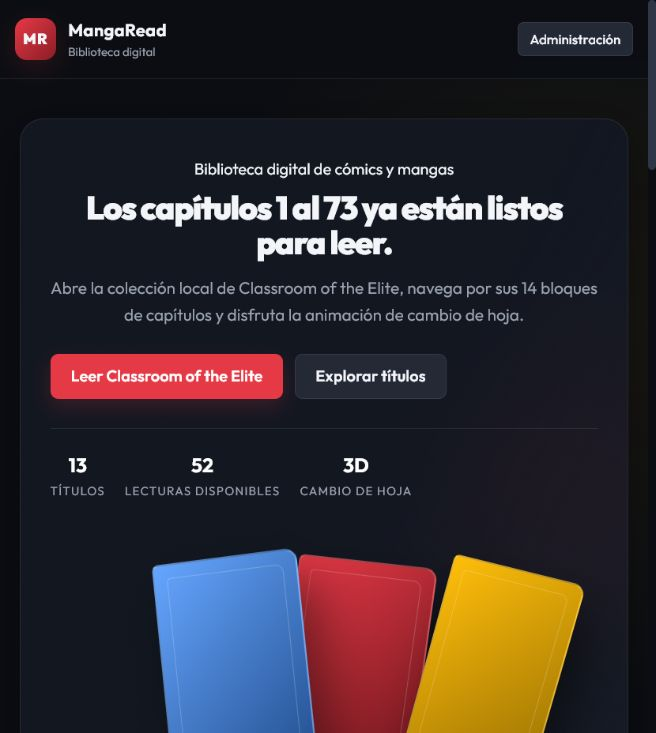 MR
MangaRead
Biblioteca digital
Administración
Biblioteca digital de cómics y mangas
Los capítulos 1 al 73 ya están listos
para leer.
Abre la colección local de Classroom of the Elite, navega por sus 14 bloques
de capítulos y disfruta la animación de cambio de hoja.
Leer Classroom of the Elite
Explorar títulos
13
TÍTULOS
52
LECTURAS DISPONIBLES
3D
CAMBIO DE HOJA